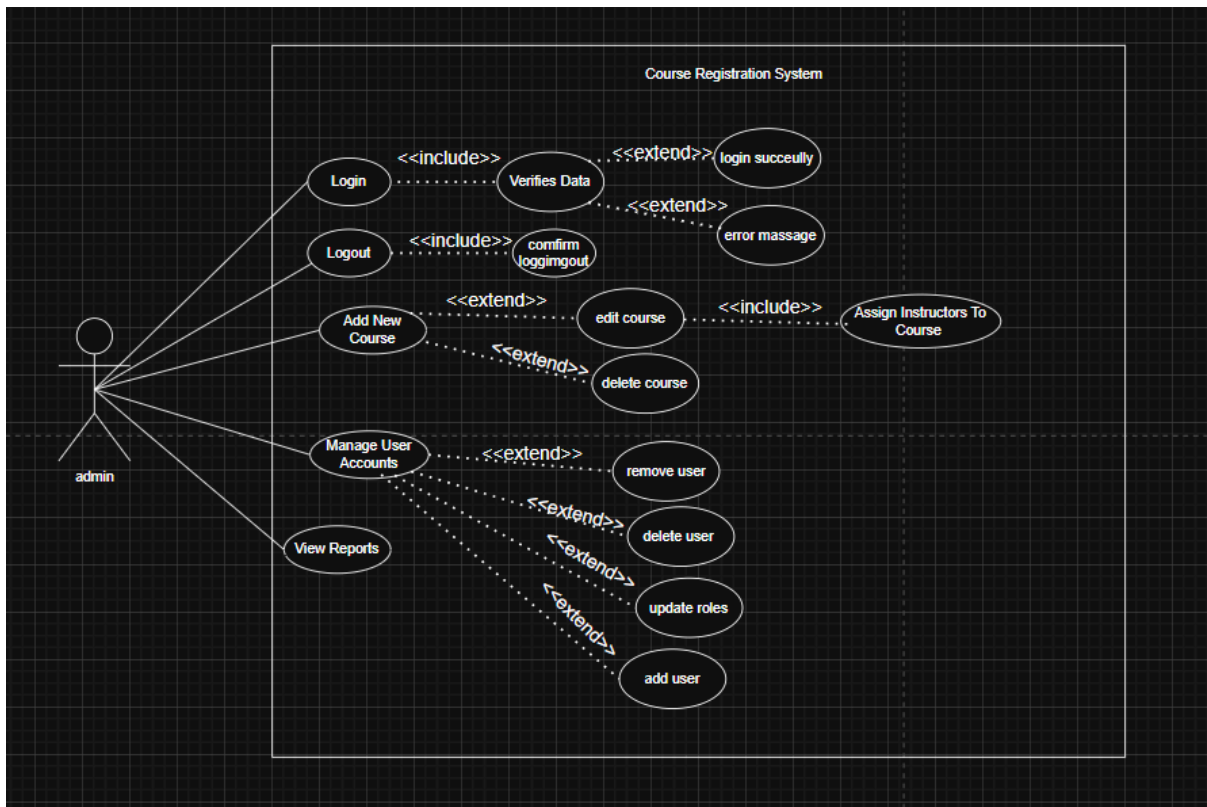 Course Registration System
<<include>>
<<extend>>
login succeully
Login
Verifies Data
<<extend>>
error massage
Logout
<<include>>
comfirm
loggimgout
Add New
Course
<<extend>>
edit course
<<include>>
Assign Instructors To
Course
<<extend>>
delete course
admin
Manage User
Accounts
<<extend>>
remove user
<<extend>>
delete user
View Reports
<<extend>>
update roles
<<extend>>
add user